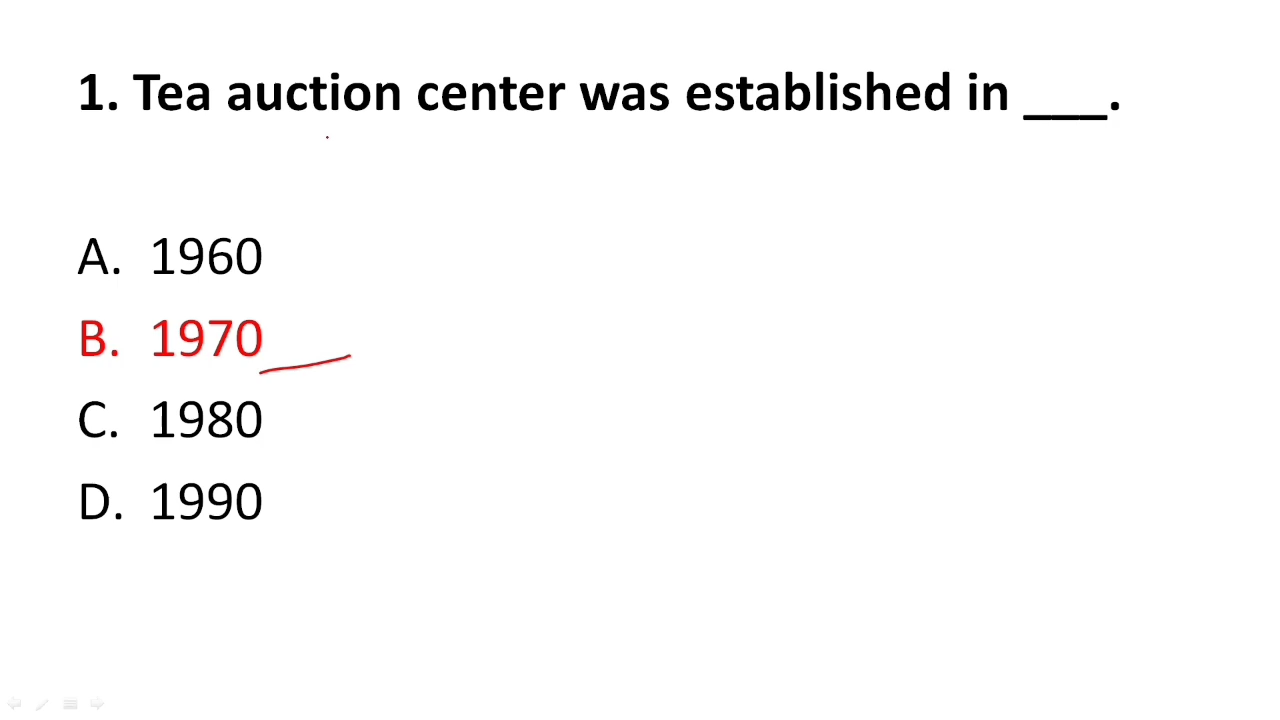 1. Tea auction center was established in ___.
A. 1960
B. 1970
C. 1980
D. 1990